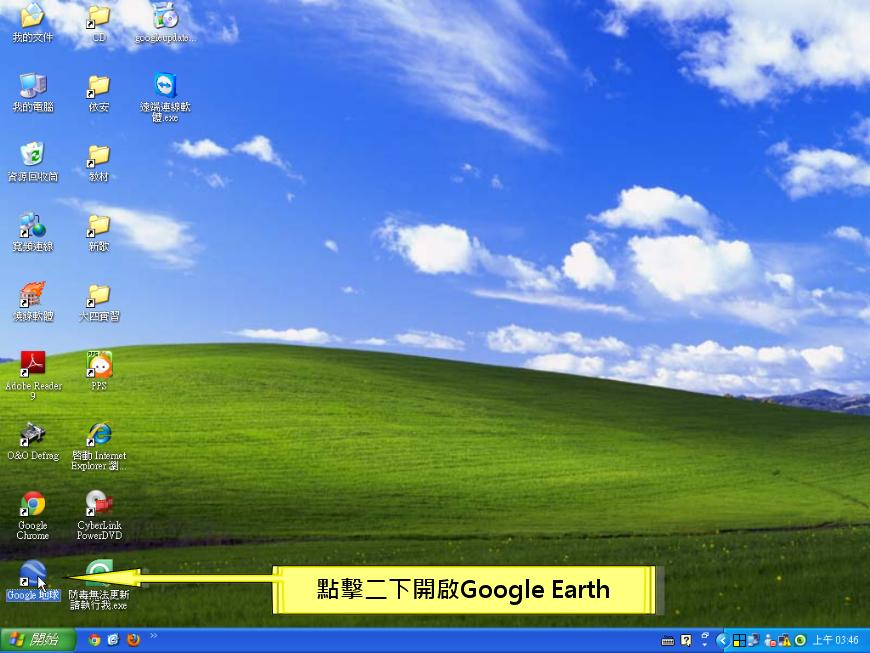 我的文件
CD
googleupdate...
我的電腦
依安
遠端連線軟
體.exe
資源回收筒
教材
寬頻連線
新歌
燒錄軟體
大四實習
Adobe Reader
9
PPS
O&O Defrag
啟動 Internet
Explorer 瀏...
Google
Chrome
CyberLink
PowerDVD
Google 地球
防毒無法更新
請執行我.exe
點擊二下開啟Google Earth
開始
上午 03:46